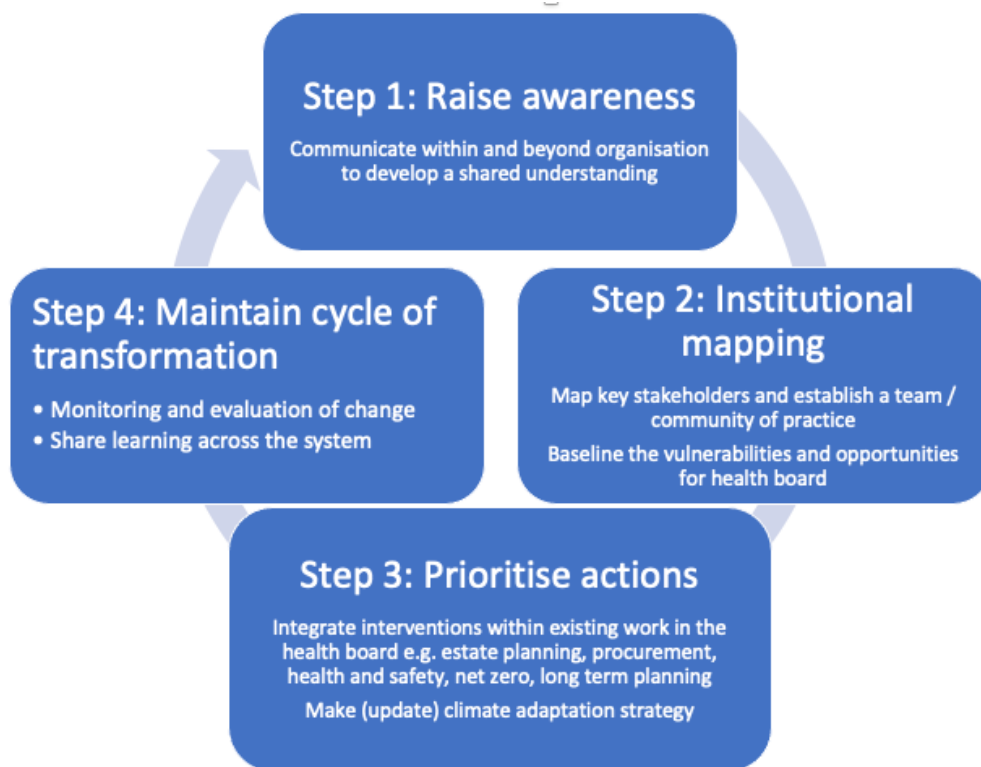 Step 1: Raise awareness
Communicate within and beyond organisation
to develop a shared understanding
Step 2: Institutional
mapping
Map key stakeholders and establish a team /
community of practice
Baseline the vulnerabilities and opportunities
for health board
Step 3: Prioritise actions
Integrate interventions within existing work in the
health board e.g. estate planning, procurement,
health and safety, net zero, long term planning
Make (update) climate adaptation strategy
Step 4: Maintain cycle of
transformation
• Monitoring and evaluation of change
• Share learning across the system